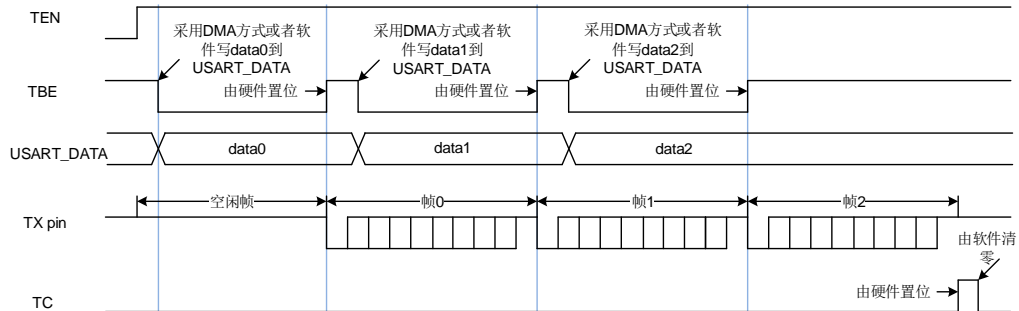 TEN
采用DMA方式或者软
件写data0到
USART_DATA
采用DMA方式或者软
件写data1到
USART_DATA
采用DMA方式或者软
件写data2到
USART_DATA
TBE
由硬件置位
由硬件置位
由硬件置位
USART_DATA
data0
data1
data2
空闲帧
帧0
帧1
帧2
TX pin
由软件清
零
由硬件置位
TC